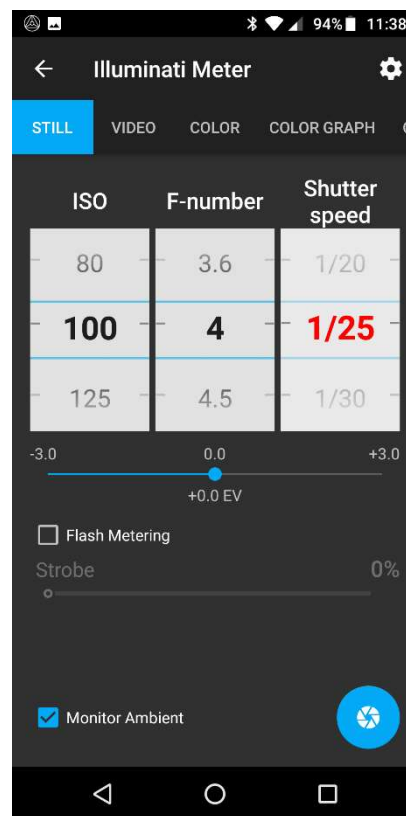 94% 11:38
Illuminati Meter
STILL VIDEO COLOR COLOR GRAPH
ISO F-number Shutter speed
80 3.6 1/20
100 4 1/25
125 4.5 1/30
-3.0 0.0 +3.0
+0.0 EV
Flash Metering
Strobe 0%
Monitor Ambient